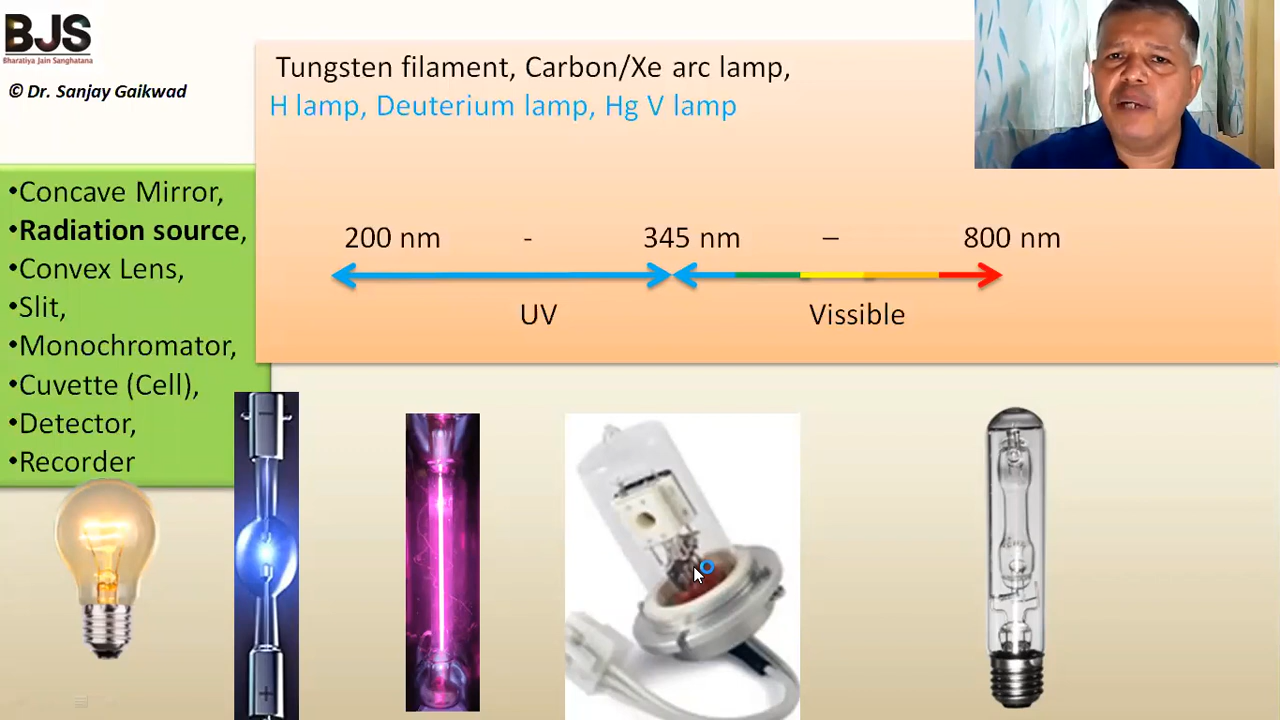 BJS
Bharatiya Jain Sanghatana
© Dr. Sanjay Gaikwad
Tungsten filament, Carbon/Xe arc lamp,
H lamp, Deuterium lamp, Hg V lamp
•Concave Mirror,
•Radiation source,
•Convex Lens,
•Slit,
•Monochromator,
•Cuvette (Cell),
•Detector,
•Recorder
200 nm - 345 nm – 800 nm
UV Vissible